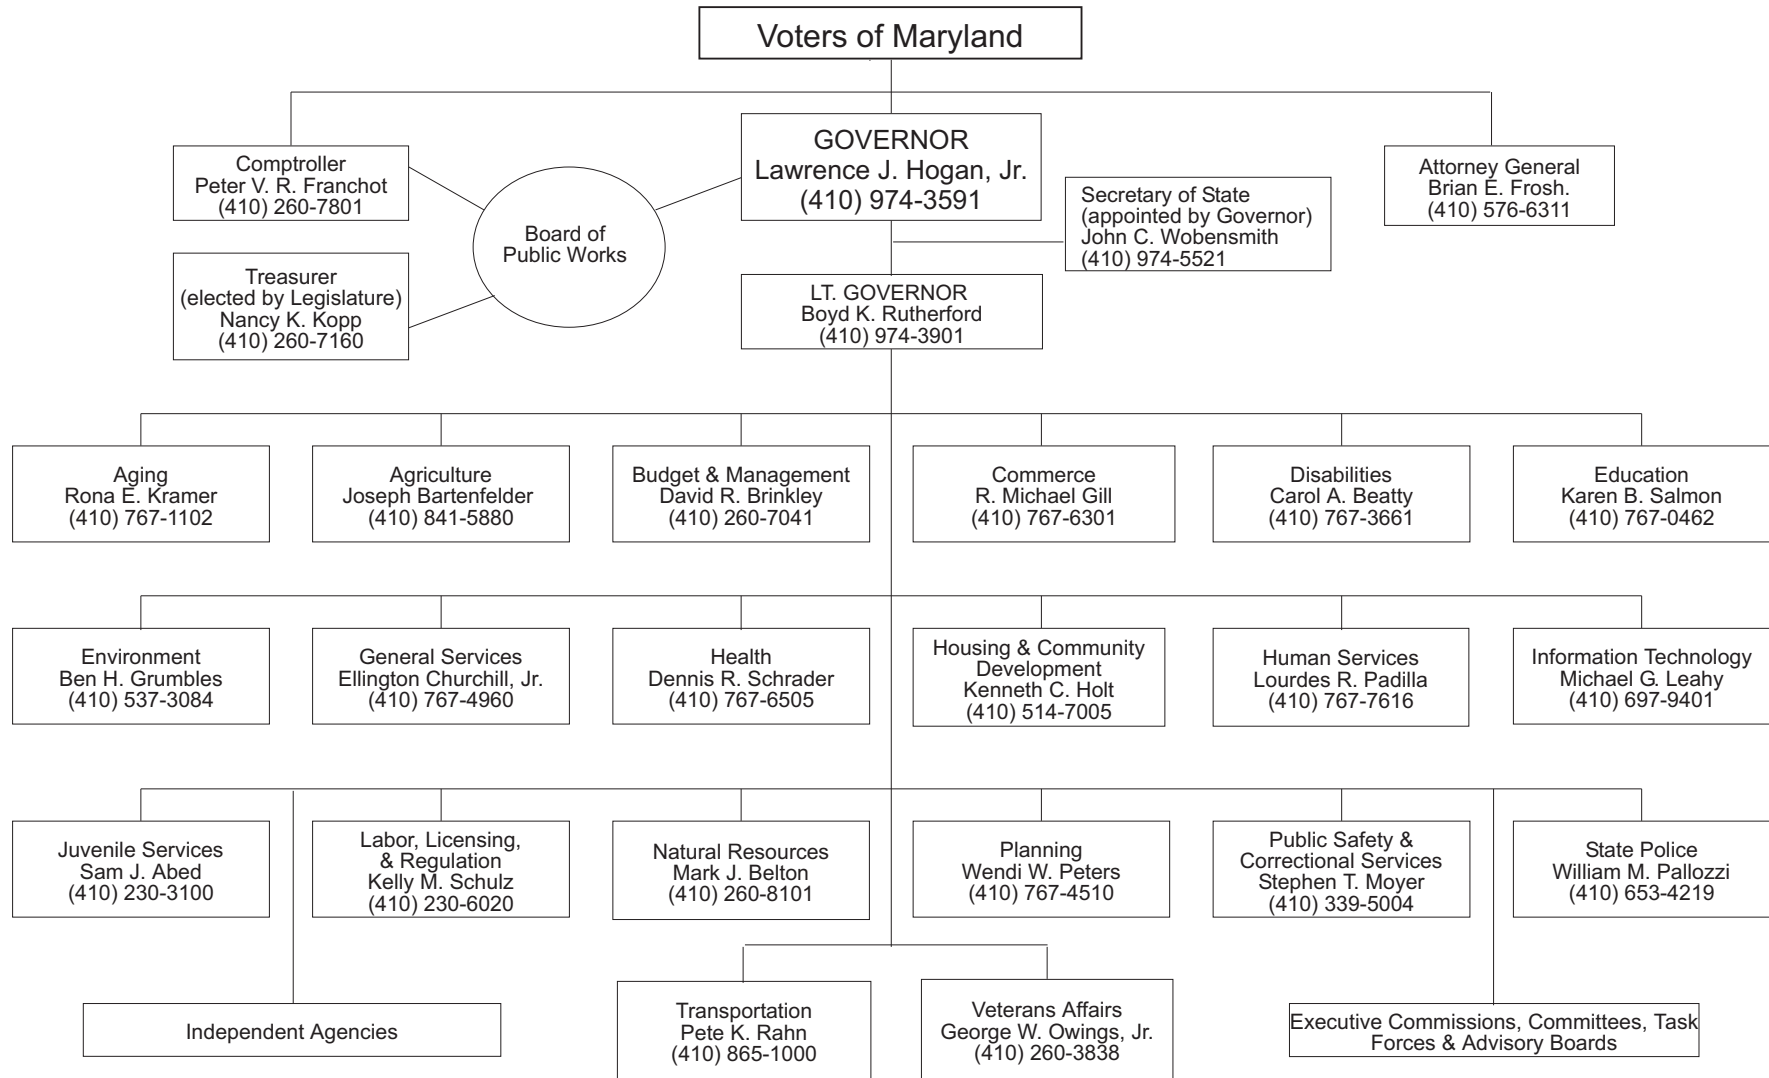 Voters of Maryland
Comptroller
Peter V. R. Franchot
(410) 260-7801
GOVERNOR
Lawrence J. Hogan, Jr.
(410) 974-3591
Attorney General
Brian E. Frosh.
(410) 576-6311
Board of
Public Works
Secretary of State
(appointed by Governor)
John C. Wobensmith
(410) 974-5521
Treasurer
(elected by Legislature)
Nancy K. Kopp
(410) 260-7160
LT. GOVERNOR
Boyd K. Rutherford
(410) 974-3901
Aging
Rona E. Kramer
(410) 767-1102
Agriculture
Joseph Bartenfelder
(410) 841-5880
Budget & Management
David R. Brinkley
(410) 260-7041
Commerce
R. Michael Gill
(410) 767-6301
Disabilities
Carol A. Beatty
(410) 767-3661
Education
Karen B. Salmon
(410) 767-0462
Environment
Ben H. Grumbles
(410) 537-3084
General Services
Ellington Churchill, Jr.
(410) 767-4960
Health
Dennis R. Schrader
(410) 767-6505
Housing & Community
Development
Kenneth C. Holt
(410) 514-7005
Human Services
Lourdes R. Padilla
(410) 767-7616
Information Technology
Michael G. Leahy
(410) 697-9401
Juvenile Services
Sam J. Abed
(410) 230-3100
Labor, Licensing,
& Regulation
Kelly M. Schulz
(410) 230-6020
Natural Resources
Mark J. Belton
(410) 260-8101
Planning
Wendi W. Peters
(410) 767-4510
Public Safety &
Correctional Services
Stephen T. Moyer
(410) 339-5004
State Police
William M. Pallozzi
(410) 653-4219
Independent Agencies
Transportation
Pete K. Rahn
(410) 865-1000
Veterans Affairs
George W. Owings, Jr.
(410) 260-3838
Executive Commissions, Committees, Task
Forces & Advisory Boards